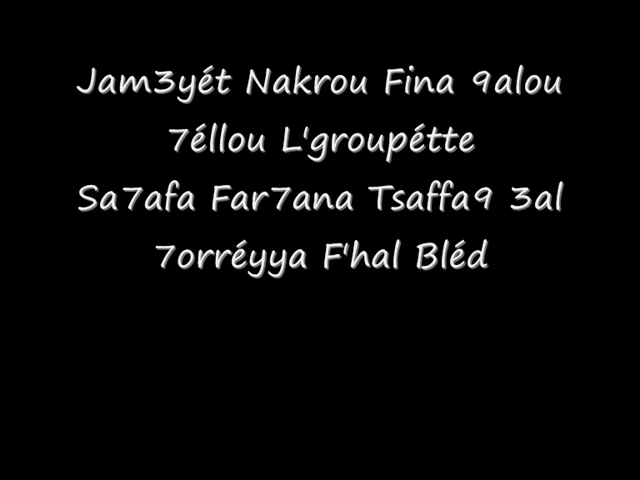 Jam3yét Nakrou Fina 9alou
7éllou L'groupétte
Sa7afa Far7ana Tsaffa9 3al
7orréyya F'hal Bléd